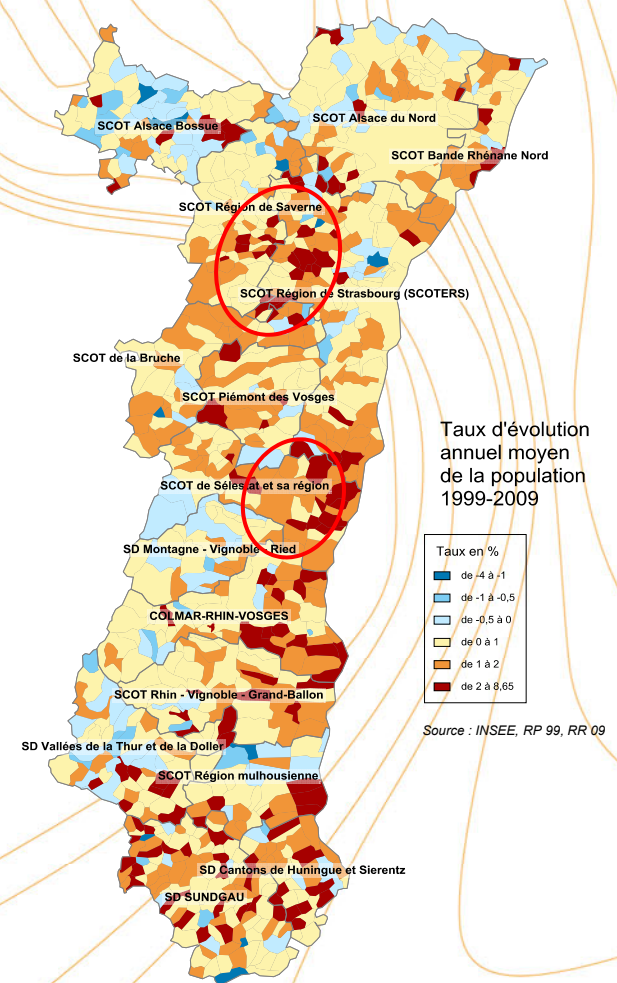 SCOT Alsace du Nord
SCOT Alsace Bossue
SCOT Bande Rhénane Nord
SCOT Région de Saverne
SCOT Région de Strasbourg (SCOTERS)
SCOT de la Bruche
SCOT Piémont des Vosges
Taux d'évolution
annuel moyen
de la population
1999-2009
SCOT de Sélestat et sa région
SD Montagne - Vignoble - Ried
Taux en %
de -4 à -1
de -1 à -0,5
de -0,5 à 0
de 0 à 1
de 1 à 2
de 2 à 8,65
COLMAR-RHIN-VOSGES
SCOT Rhin - Vignoble - Grand-Ballon
Source : INSEE, RP 99, RR 09
SD Vallées de la Thur et de la Doller
SCOT Région mulhousienne
SD Cantons de Huningue et Sierentz
SD SUNDGAU